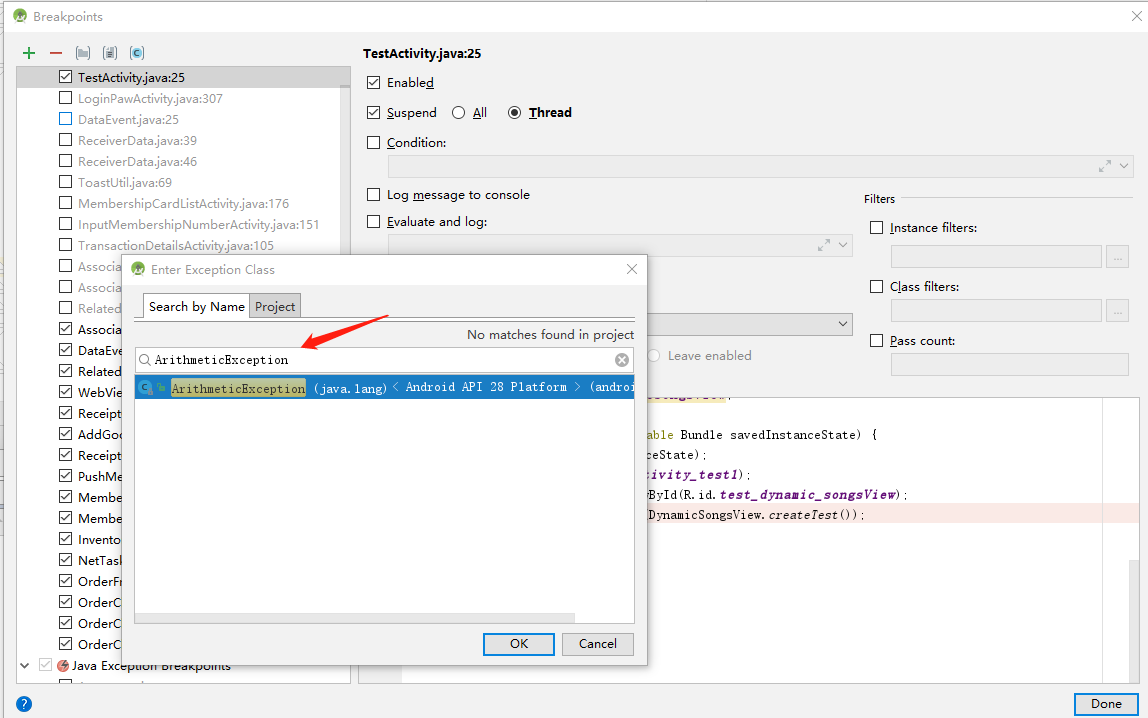 Breakpoints
TestActivity.java:25
LoginPawActivity.java:307
DataEvent.java:25
ReceiverData.java:39
ReceiverData.java:46
ToastUtil.java:69
MembershipCardListActivity.java:176
InputMembershipNumberActivity.java:151
TransactionDetailsActivity.java:105
Associa
Associa
Related
Associa
DataEve
Related
WebVie
Receipt
AddGoo
Receipt
PushMe
Membe
Membe
Invento
NetTask
OrderFr
OrderC
OrderC
OrderC
Java Exception Breakpoints
TestActivity.java:25
Enabled
Suspend All Thread
Condition:
Log message to console
Evaluate and log:
Filters
Instance filters:
...
Class filters:
...
Pass count:
Leave enabled
Enter Exception Class
Search by Name Project
No matches found in project
ArithmeticException
C ArithmeticException (java.lang) < Android API 28 Platform > (androi
OK Cancel
able Bundle savedInstanceState) {
ceState);
tivity_test1);
yById(R.id.test_dynamic_songsView);
DynamicSongsView.createTest());
? Done